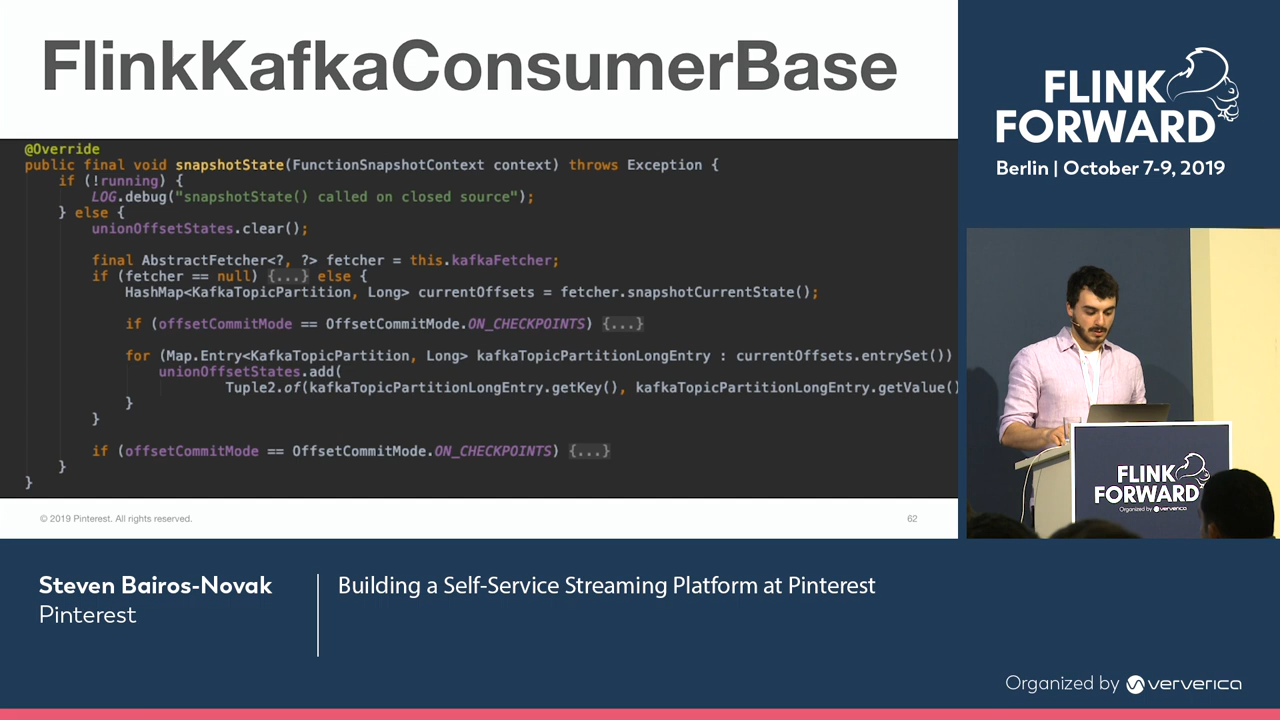 FlinkKafkaConsumerBase
@Override
public final void snapshotState(FunctionSnapshotContext context) throws Exception {
if (!running) {
LOG.debug("snapshotState() called on closed source");
} else {
unionOffsetStates.clear();
final AbstractFetcher<?, ?> fetcher = this.kafkaFetcher;
if (fetcher == null) {...} else {
HashMap<KafkaTopicPartition, Long> currentOffsets = fetcher.snapshotCurrentState();
if (offsetCommitMode == OffsetCommitMode.ON_CHECKPOINTS) {...}
for (Map.Entry<KafkaTopicPartition, Long> kafkaTopicPartitionLongEntry : currentOffsets.entrySet())
unionOffsetStates.add(
Tuple2.of(kafkaTopicPartitionLongEntry.getKey(), kafkaTopicPartitionLongEntry.getValue()
}
}
if (offsetCommitMode == OffsetCommitMode.ON_CHECKPOINTS) {...}
}
}
© 2019 Pinterest. All rights reserved.
62
FLINK
FORWARD
Berlin | October 7-9, 2019
FLINK
FORWARD
Organized by ververica
Steven Bairos-Novak
Pinterest
Building a Self-Service Streaming Platform at Pinterest
Organized by ververica